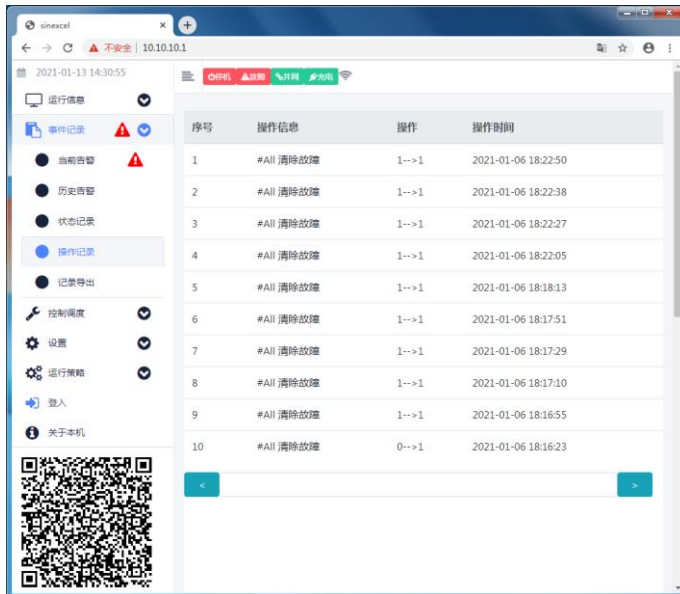 sinexcel
不安全 10.10.10.1
2021-01-13 14:30:55
停机 故障 并网 充电
运行信息
事件记录
当前告警
历史告警
状态记录
操作记录
记录导出
控制调度
设置
运行策略
登入
关于本机
序号 操作信息 操作 操作时间
1 #All 清除故障 1-->1 2021-01-06 18:22:50
2 #All 清除故障 1-->1 2021-01-06 18:22:38
3 #All 清除故障 1-->1 2021-01-06 18:22:27
4 #All 清除故障 1-->1 2021-01-06 18:22:05
5 #All 清除故障 1-->1 2021-01-06 18:18:13
6 #All 清除故障 1-->1 2021-01-06 18:17:51
7 #All 清除故障 1-->1 2021-01-06 18:17:29
8 #All 清除故障 1-->1 2021-01-06 18:17:10
9 #All 清除故障 1-->1 2021-01-06 18:16:55
10 #All 清除故障 0-->1 2021-01-06 18:16:23
< >